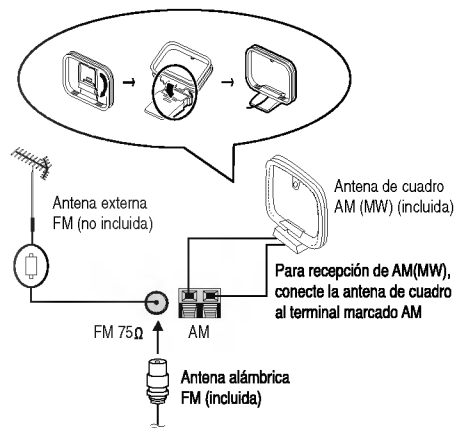 Antena externa
FM (no incluida)
Antena de cuadro
AM (MW) (incluida)
Para recepción de AM(MW),
conecte la antena de cuadro
al terminal marcado AM
FM 75Ω
AM
Antena alámbrica
FM (incluida)